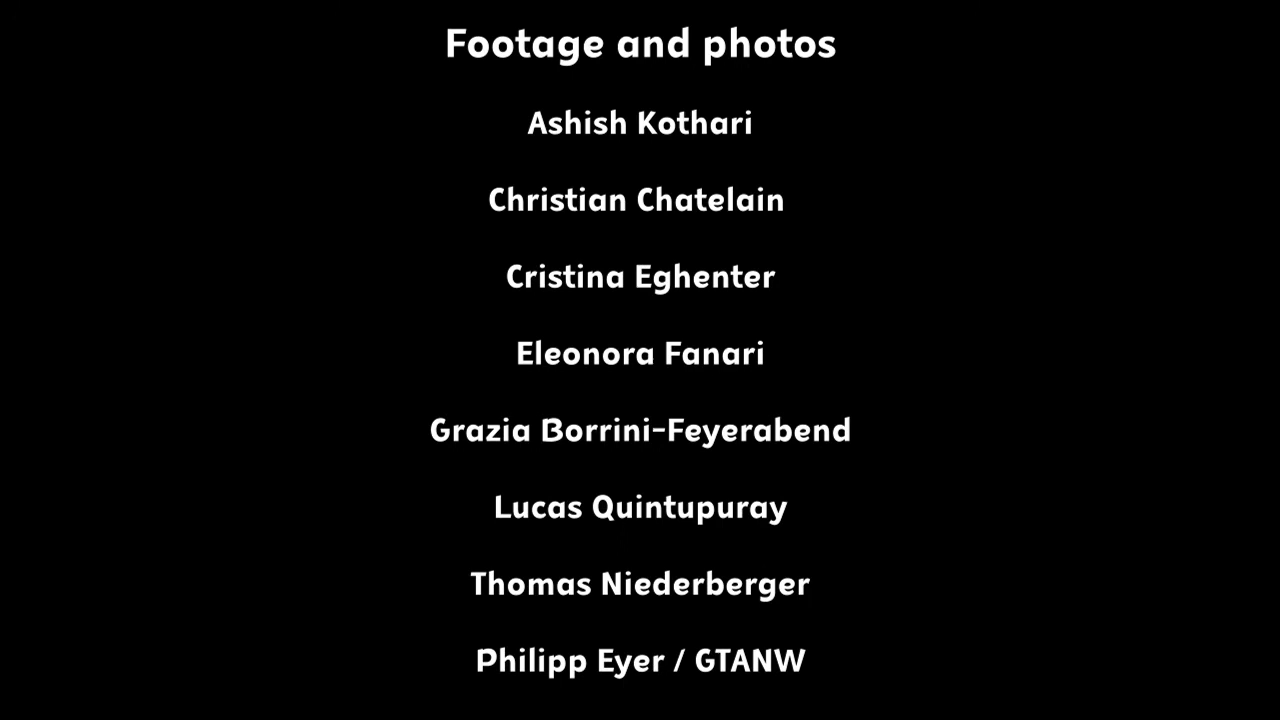 Footage and photos
Ashish Kothari
Christian Chatelain
Cristina Eghenter
Eleonora Fanari
Grazia Borrini-Feyerabend
Lucas Quintupuray
Thomas Niederberger
Philipp Eyer / GTANW